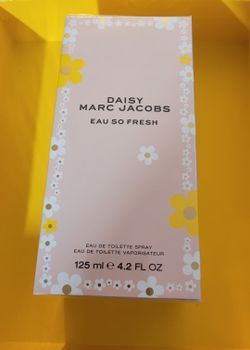 DAISY
MARC JACOBS
EAU SO FRESH
EAU DE TOILETTE SPRAY
EAU DE TOILETTE VAPORISATEUR
125 ml ℮ 4.2 FL OZ